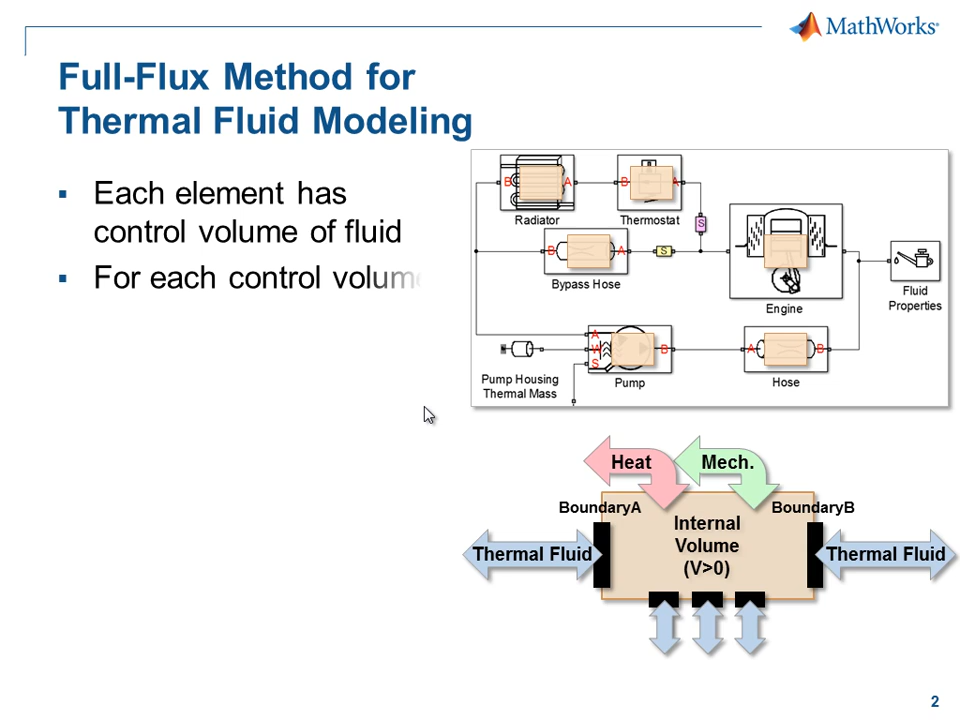 MathWorks®
Full-Flux Method for
Thermal Fluid Modeling
▪ Each element has
control volume of fluid
▪ For each control volume
B A
Radiator
B A
Thermostat
S
B A
Bypass Hose
S
Engine
Fluid
Properties
A
W
S
B
Pump
Pump Housing
Thermal Mass
A B
Hose
Heat
Mech.
BoundaryA
BoundaryB
Internal
Volume
(V>0)
Thermal Fluid
Thermal Fluid
2